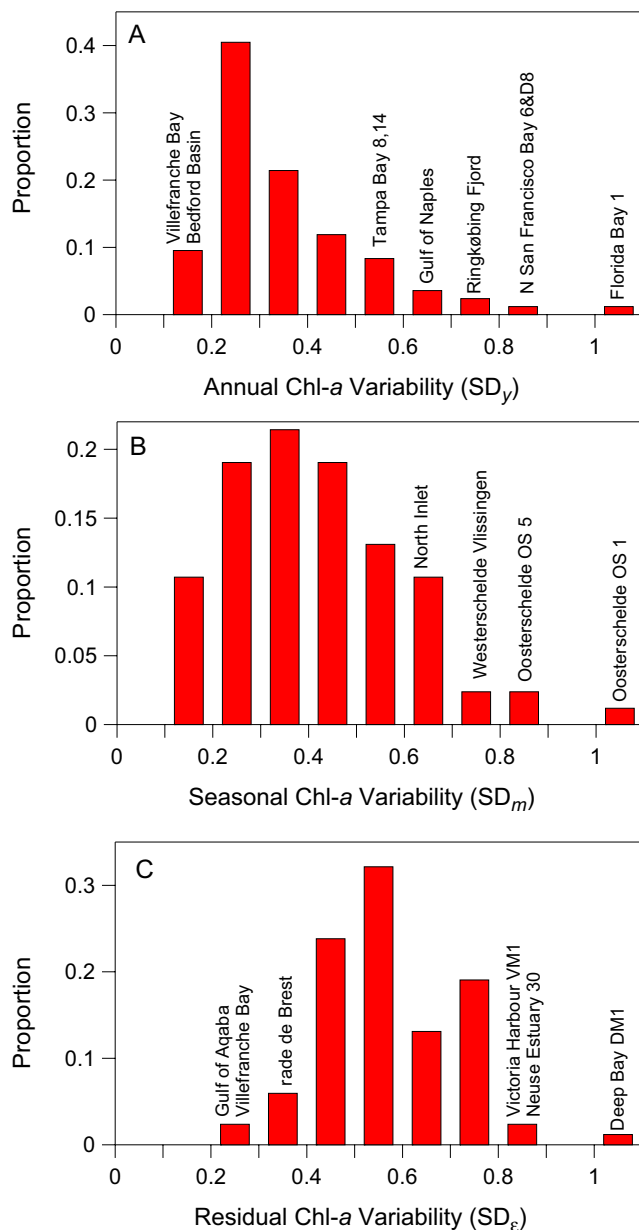 A
0.4
0.3
0.2
0.1
0
Proportion
Villefranche Bay
Bedford Basin
Tampa Bay 8,14
Gulf of Naples
Ringkøbing Fjord
N San Francisco Bay 6&D8
Florida Bay 1
0 0.2 0.4 0.6 0.8 1
Annual Chl-a Variability (SDy)
B
0.2
0.15
0.1
0.05
0
Proportion
North Inlet
Westerschelde Vlissingen
Oosterschelde OS 5
Oosterschelde OS 1
0 0.2 0.4 0.6 0.8 1
Seasonal Chl-a Variability (SDm)
C
0.3
0.2
0.1
0
Proportion
Gulf of Aqaba
Villefranche Bay
rade de Brest
Victoria Harbour VM1
Neuse Estuary 30
Deep Bay DM1
0 0.2 0.4 0.6 0.8 1
Residual Chl-a Variability (SDε)